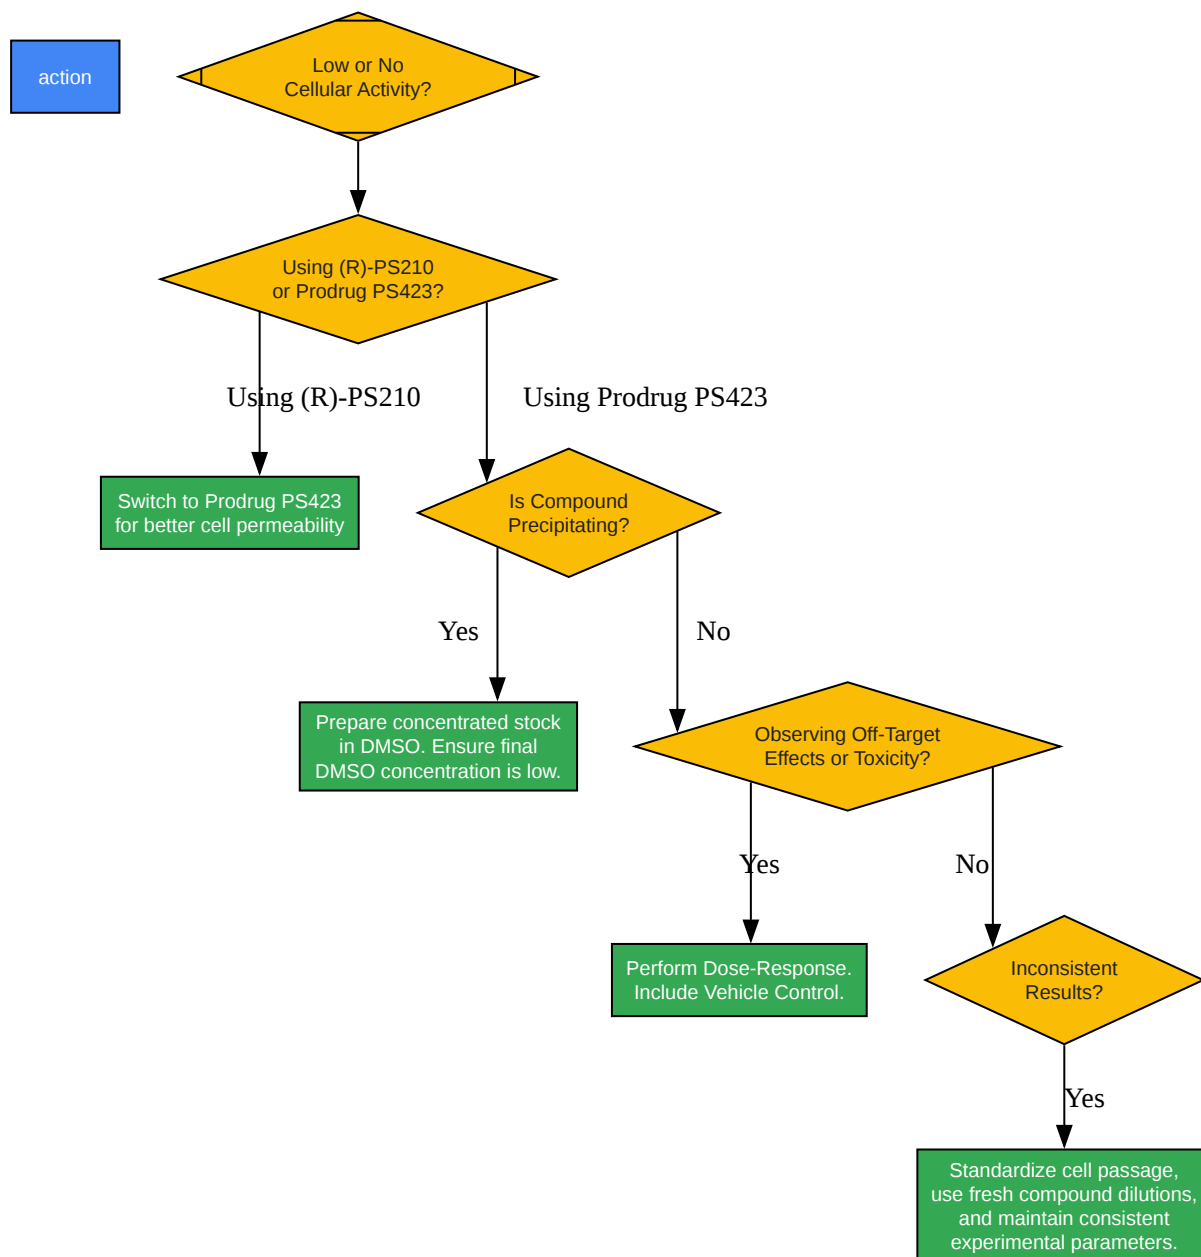 action
Low or No
Cellular Activity?
Using (R)-PS210
or Prodrug PS423?
Using (R)-PS210
Using Prodrug PS423
Switch to Prodrug PS423
for better cell permeability
Is Compound
Precipitating?
Yes
No
Prepare concentrated stock
in DMSO. Ensure final
DMSO concentration is low.
Observing Off-Target
Effects or Toxicity?
Yes
No
Perform Dose-Response.
Include Vehicle Control.
Inconsistent
Results?
Yes
Standardize cell passage,
use fresh compound dilutions,
and maintain consistent
experimental parameters.